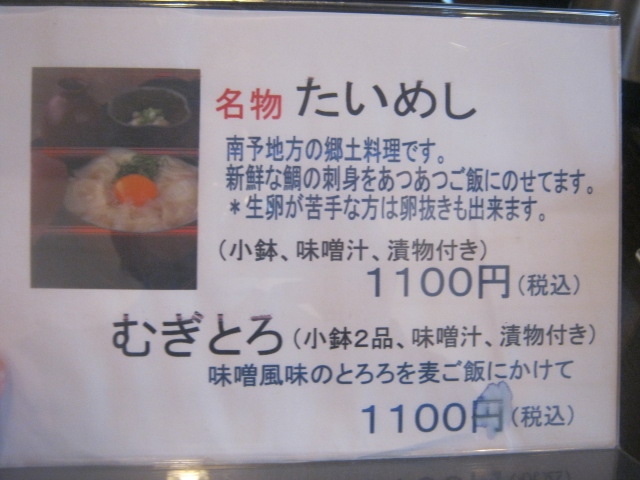 名物 たいめし
南予地方の郷土料理です。
新鮮な鯛の刺身をあつあつご飯にのせてます。
＊生卵が苦手な方は卵抜きも出来ます。
（小鉢、味噌汁、漬物付き）
1100円（税込）
むぎとろ（小鉢２品、味噌汁、漬物付き）
味噌風味のとろろを麦ご飯にかけて
1100円（税込）